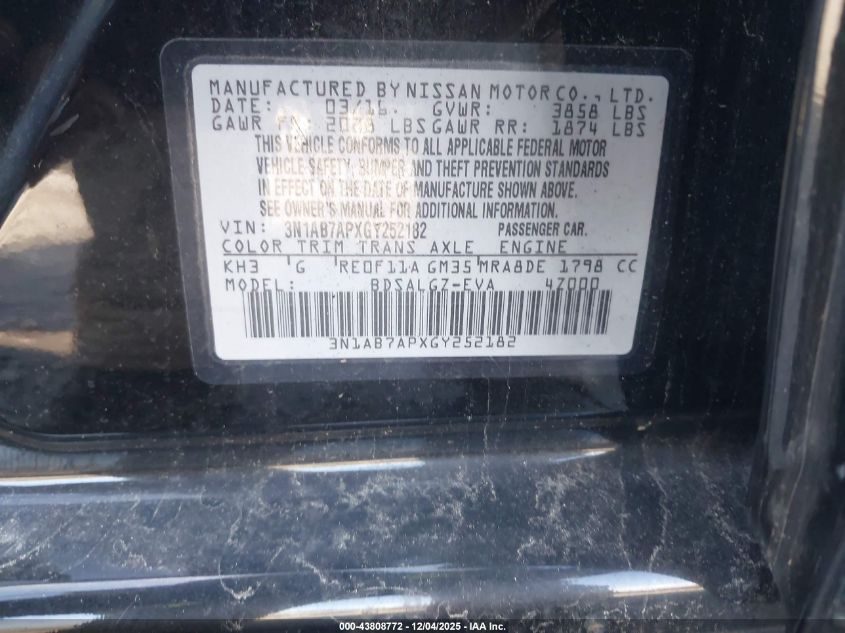 MANUFACTURED BY NISSAN MOTOR CO., LTD.
DATE: 03/16. GVWR: 3858 LBS
GAWR LBS GAWR RR: 1874 LBS
THIS VEHICLE CONFORMS TO ALL APPLICABLE FEDERAL MOTOR
VEHICLE SAFETY, BUMPER AND THEFT PREVENTION STANDARDS
IN EFFECT ON THE DATE OF MANUFACTURE SHOWN ABOVE.
SEE OWNER'S MANUAL FOR ADDITIONAL INFORMATION.
VIN: 3N1AB7APXGY252182 PASSENGER CAR.
COLOR TRIM TRANS AXLE ENGINE
KH3 G RE0F11A GM35 MRA8DE 1798 CC
MODEL: BDSALGZ-EVA 4Z000
3N1AB7APXGY252182
000-43808772 - 12/04/2025 - IAA Inc.